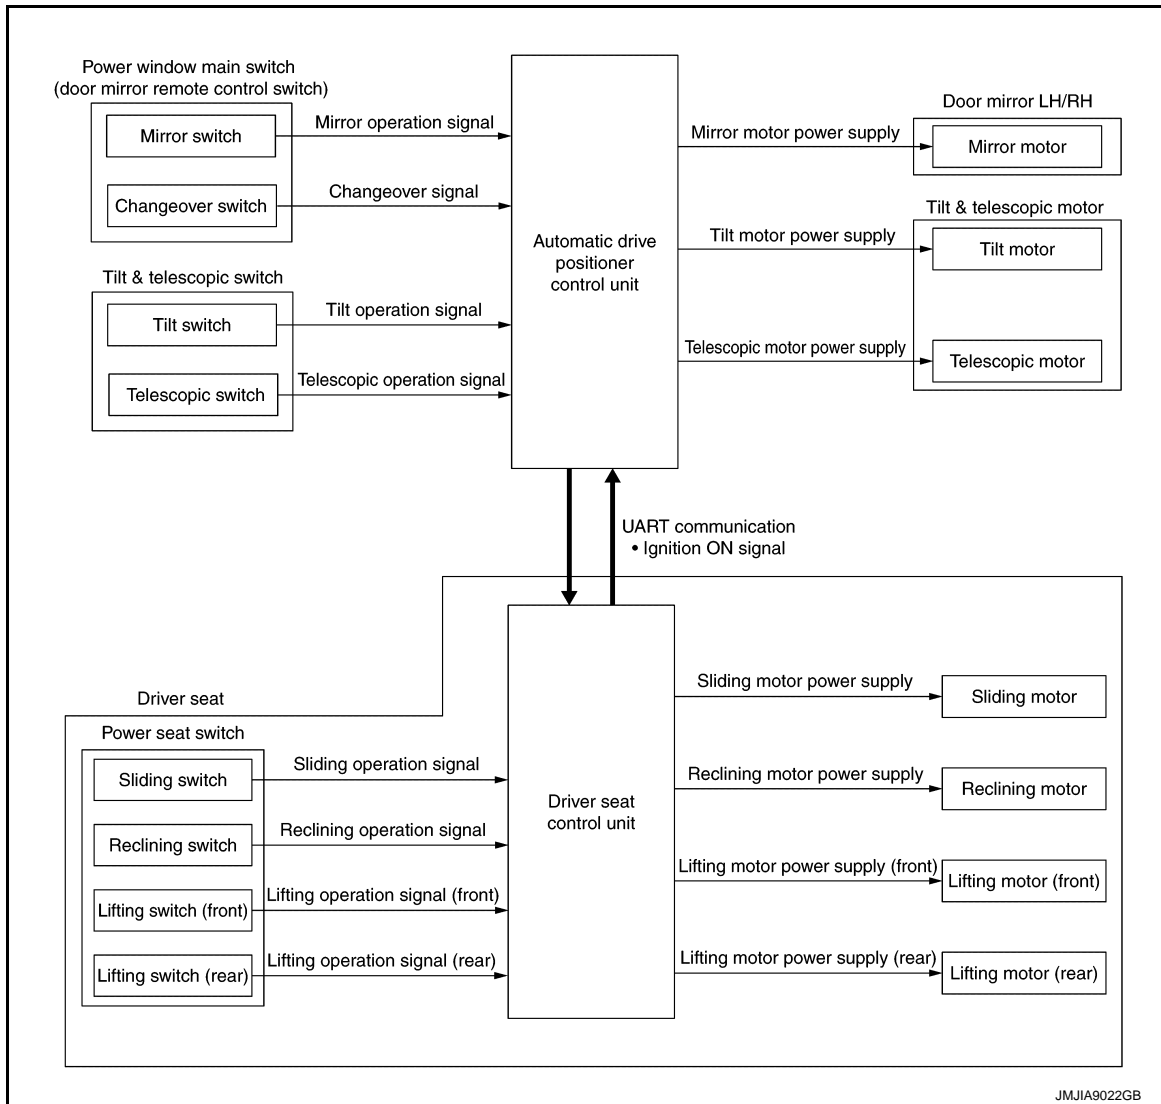 Power window main switch
(door mirror remote control switch)
Mirror switch
Mirror operation signal
Changeover switch
Changeover signal
Tilt & telescopic switch
Tilt switch
Tilt operation signal
Telescopic switch
Telescopic operation signal
Automatic drive
positioner
control unit
Mirror motor power supply
Door mirror LH/RH
Mirror motor
Tilt & telescopic motor
Tilt motor power supply
Tilt motor
Telescopic motor power supply
Telescopic motor
UART communication
• Ignition ON signal
Driver seat
Power seat switch
Sliding switch
Sliding operation signal
Reclining switch
Reclining operation signal
Lifting switch (front)
Lifting operation signal (front)
Lifting switch (rear)
Lifting operation signal (rear)
Driver seat
control unit
Sliding motor power supply
Sliding motor
Reclining motor power supply
Reclining motor
Lifting motor power supply (front)
Lifting motor (front)
Lifting motor power supply (rear)
Lifting motor (rear)
JMJIA9022GB